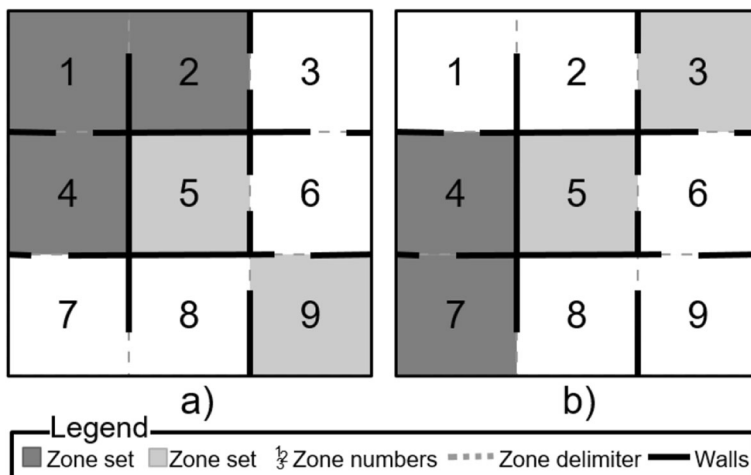 1 2 3 1 2 3
4 5 6 4 5 6
7 8 9 7 8 9
a) b)
Legend
Zone set Zone set 1 2 3 Zone numbers Zone delimiter Walls